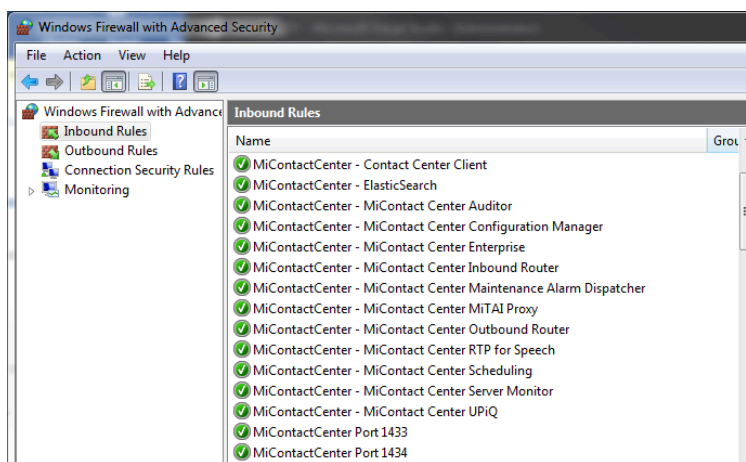 Windows Firewall with Advanced Security
File Action View Help
Windows Firewall with Advance
Inbound Rules
Outbound Rules
Connection Security Rules
Monitoring
Inbound Rules
Name Grou
MiContactCenter - Contact Center Client
MiContactCenter - ElasticSearch
MiContactCenter - MiContact Center Auditor
MiContactCenter - MiContact Center Configuration Manager
MiContactCenter - MiContact Center Enterprise
MiContactCenter - MiContact Center Inbound Router
MiContactCenter - MiContact Center Maintenance Alarm Dispatcher
MiContactCenter - MiContact Center MiTAI Proxy
MiContactCenter - MiContact Center Outbound Router
MiContactCenter - MiContact Center RTP for Speech
MiContactCenter - MiContact Center Scheduling
MiContactCenter - MiContact Center Server Monitor
MiContactCenter - MiContact Center UPiQ
MiContactCenter Port 1433
MiContactCenter Port 1434